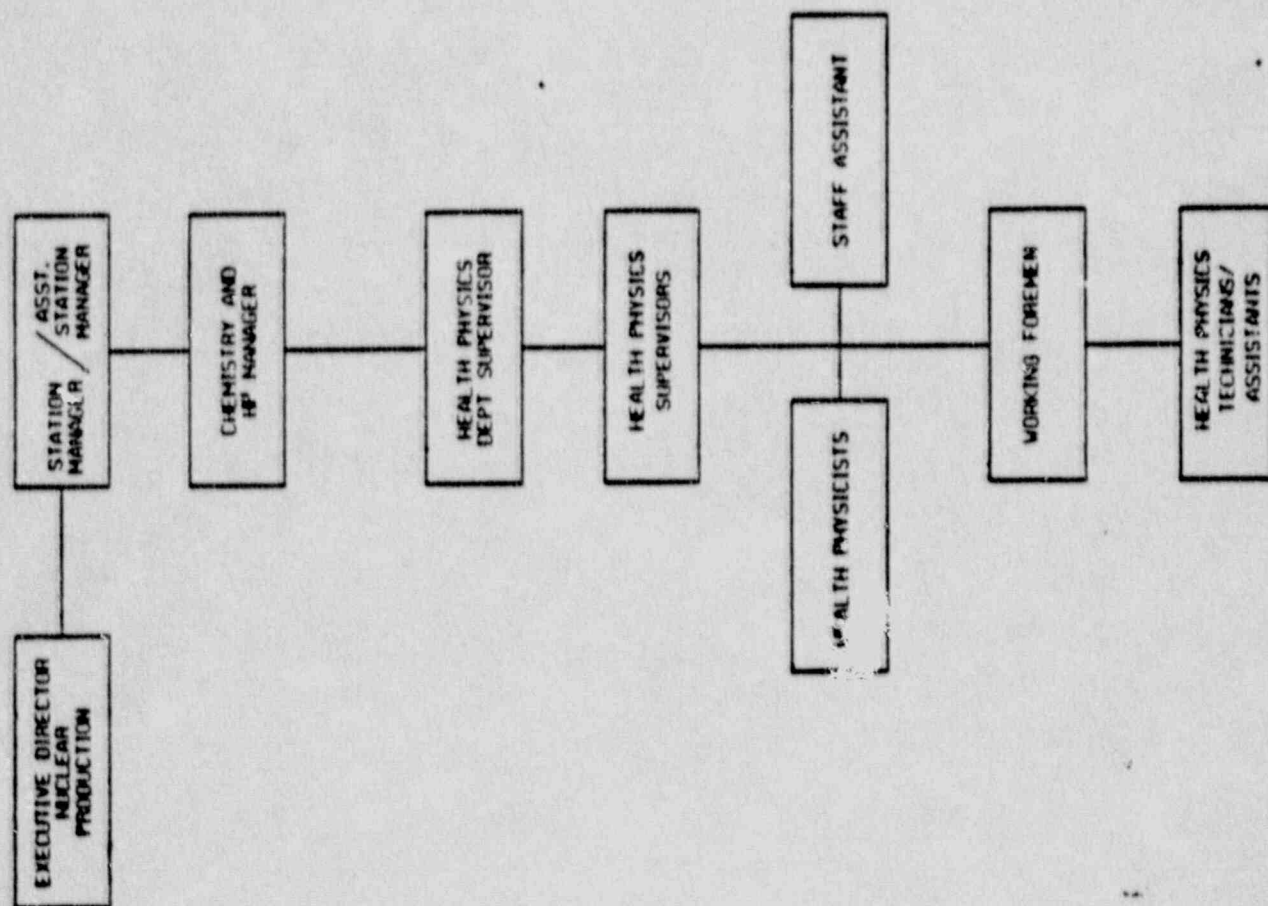 EXECUTIVE DIRECTOR
NUCLEAR
PRODUCTION
STATION / ASST.
MANAGER / STATION
MANAGER
CHEMISTRY AND
HP MANAGER
HEALTH PHYSICS
DEPT SUPERVISOR
HEALTH PHYSICS
SUPERVISORS
HEALTH PHYSICISTS
STAFF ASSISTANT
WORKING FOREMEN
HEALTH PHYSICS
TECHNICIANS/
ASSISTANTS